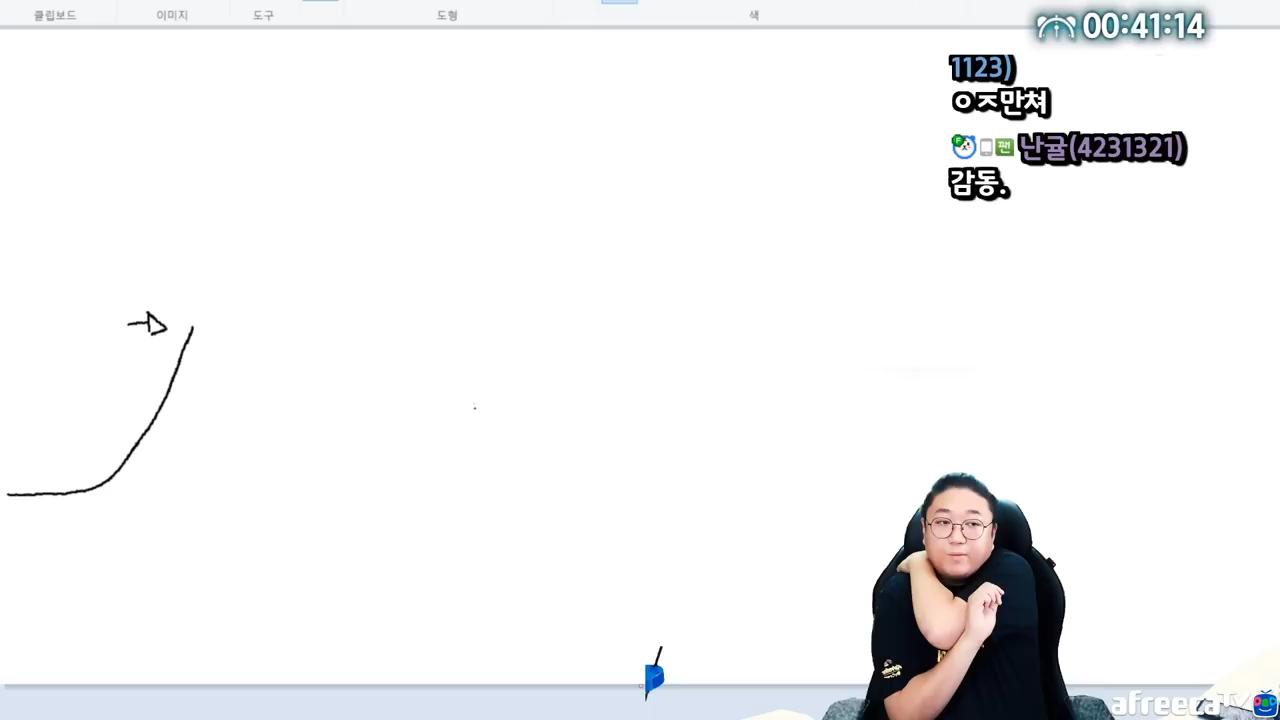 클립보드
이미지
도구
도형
색
00:41:14
1123)
ㅇㅈ만쳐
팬 난귤(4231321)
감동.
afreecaTV